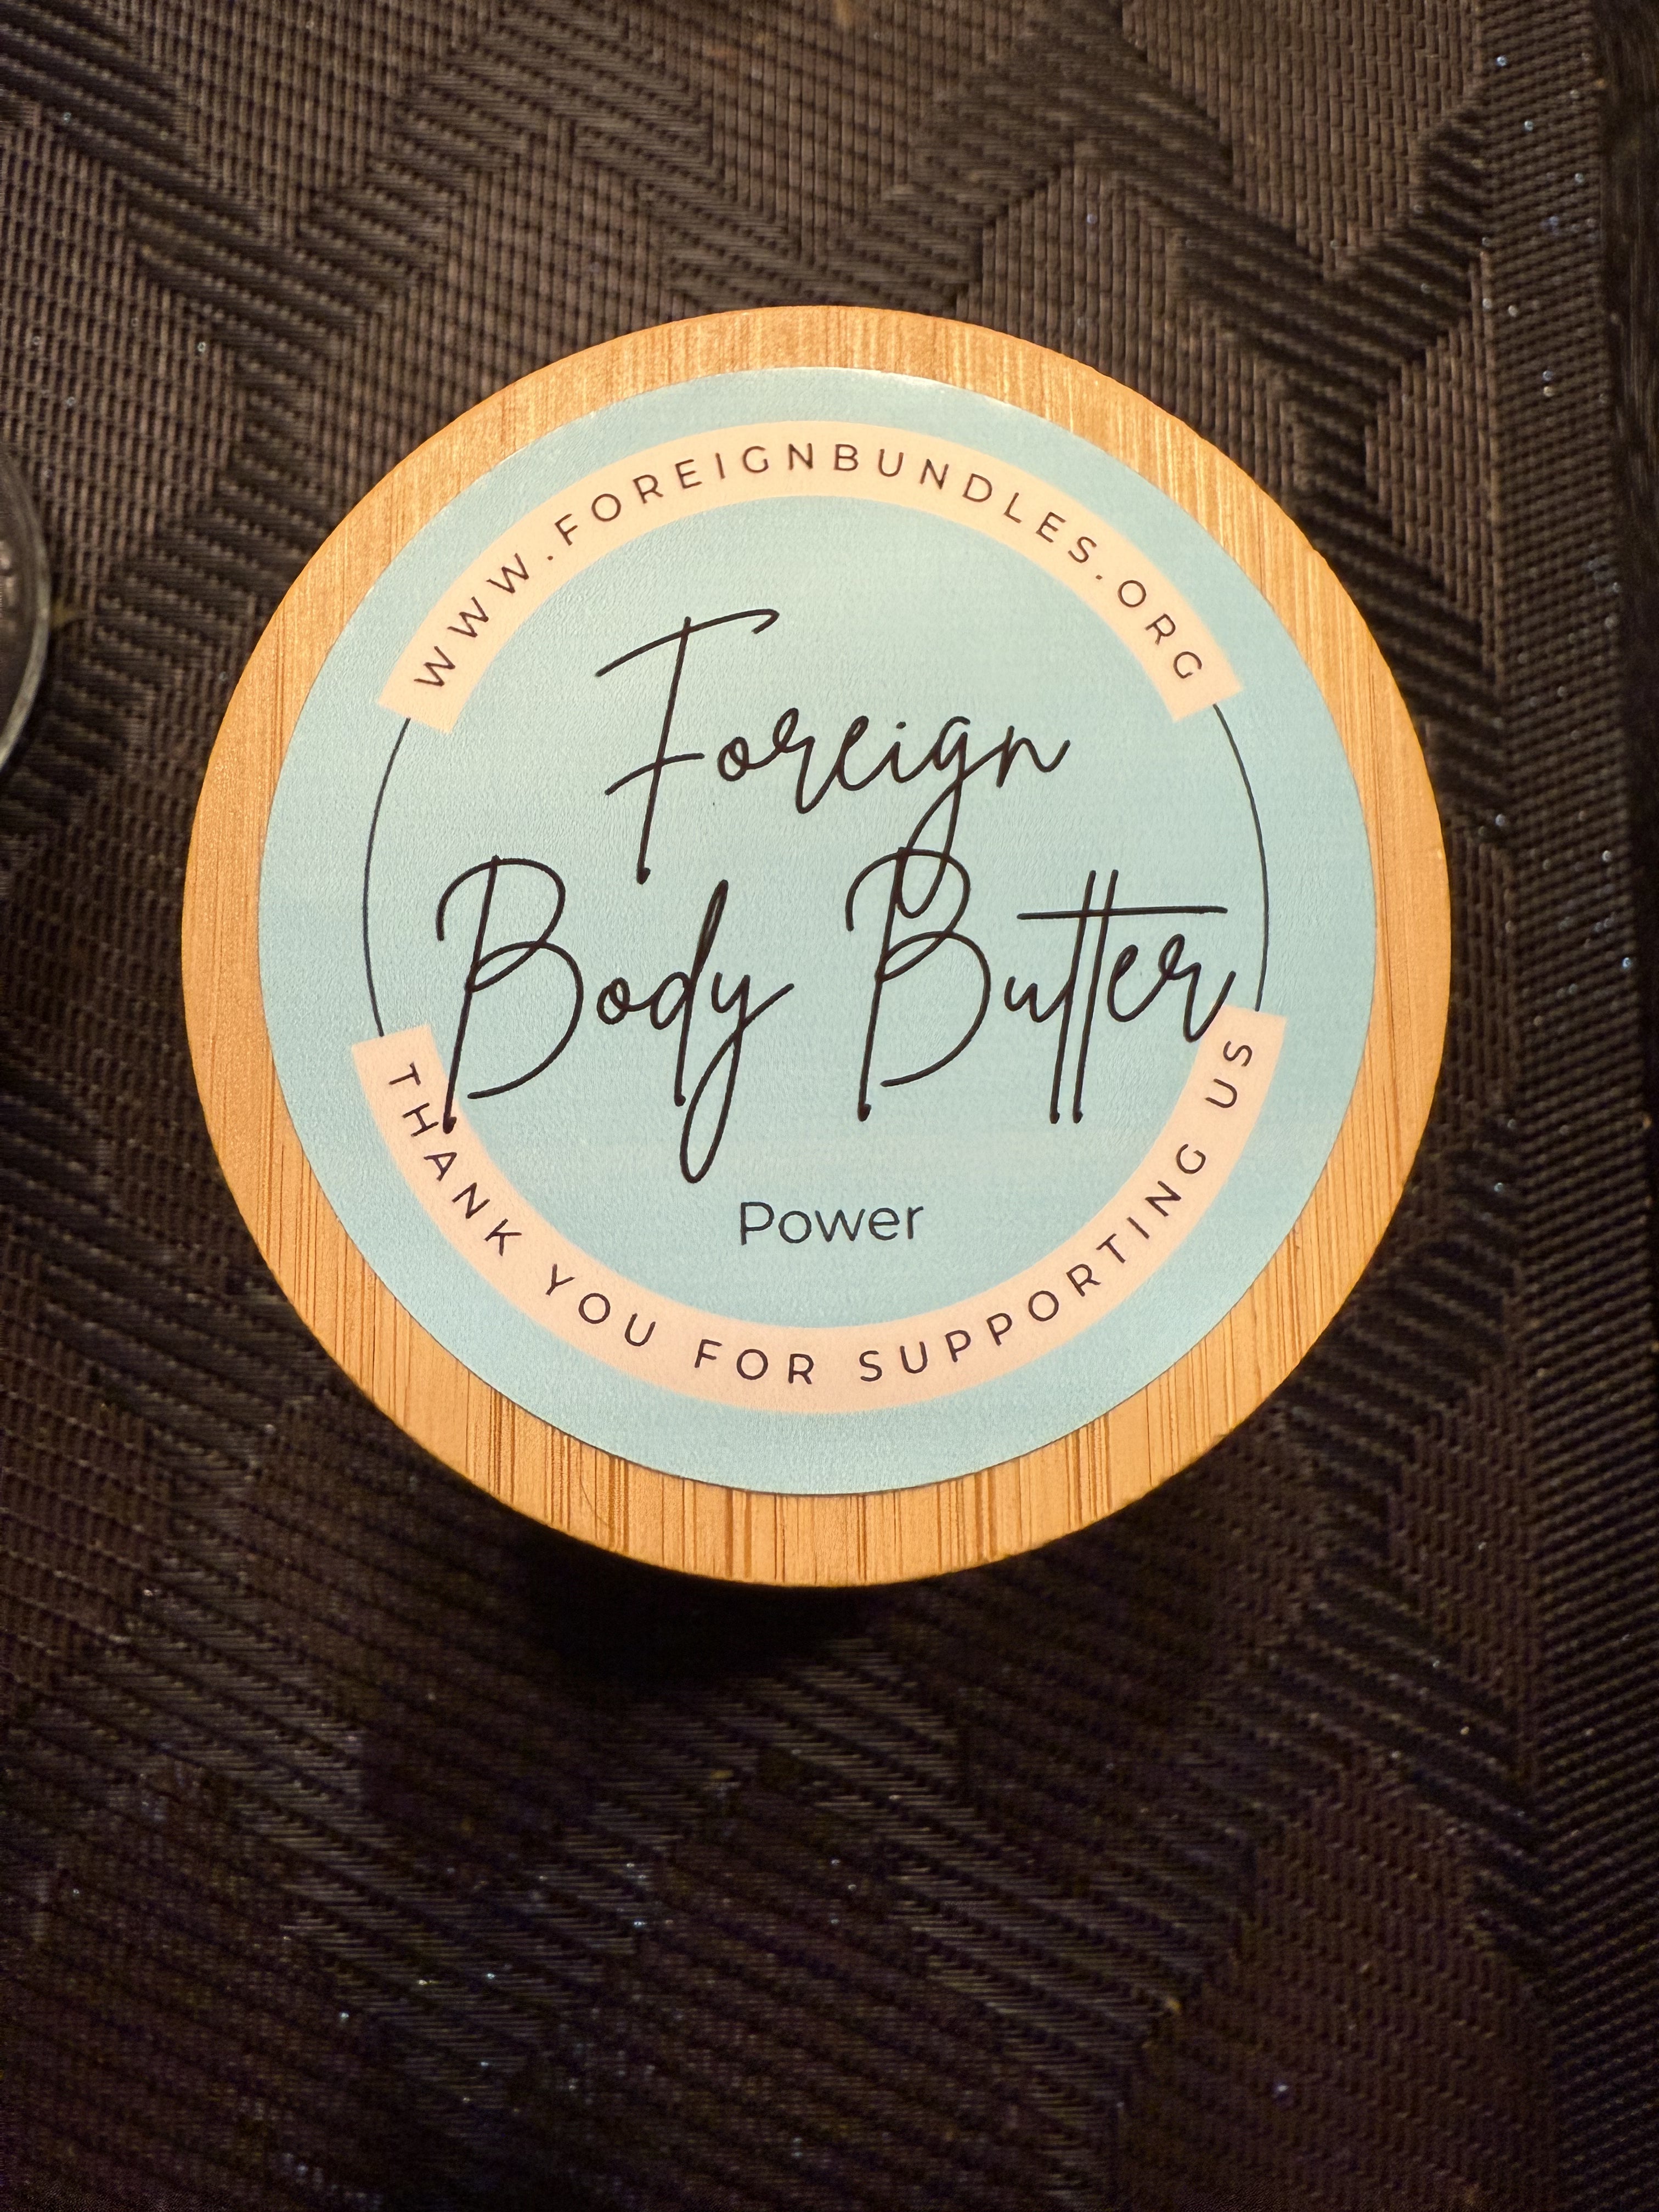 WWW.FOREIGNBUNDLES.ORG
Foreign
Body Butter
Power
THANK YOU FOR SUPPORTING US